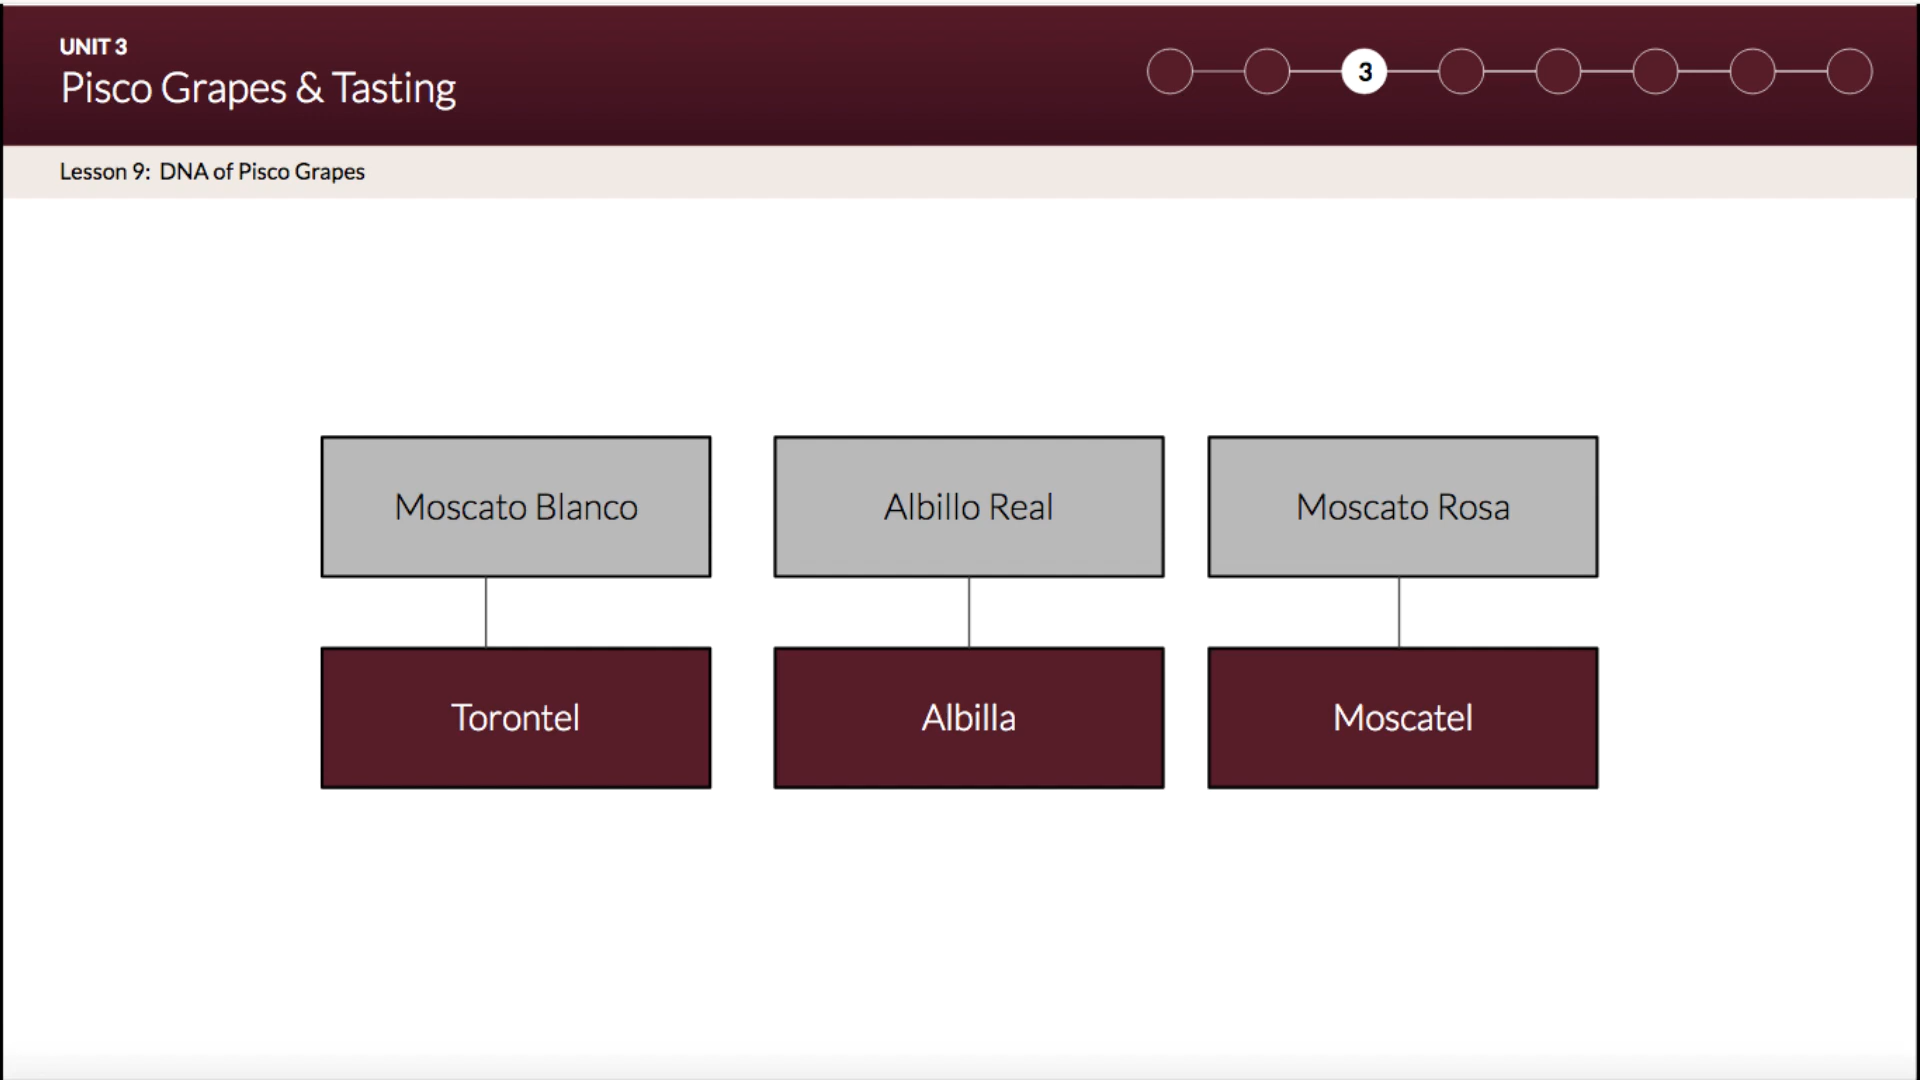 UNIT 3
Pisco Grapes & Tasting
3
Lesson 9: DNA of Pisco Grapes
Moscato Blanco
Albillo Real
Moscato Rosa
Torontel
Albilla
Moscatel